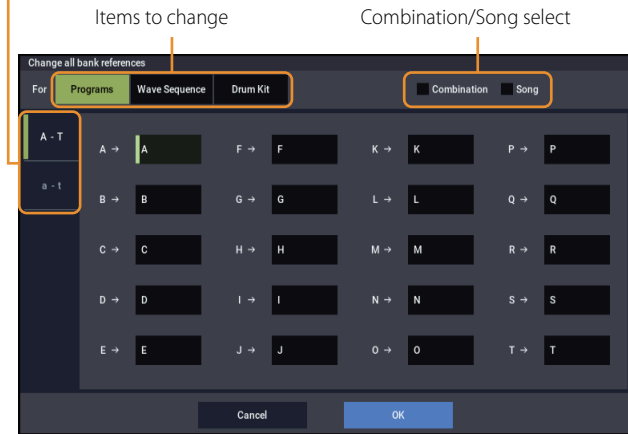 Items to change
Combination/Song select
Change all bank references
For Programs Wave Sequence Drum Kit Combination Song
A - T
a - t
A → A F → F K → K P → P
B → B G → G L → L Q → Q
C → C H → H M → M R → R
D → D I → I N → N S → S
E → E J → J O → O T → T
Cancel OK